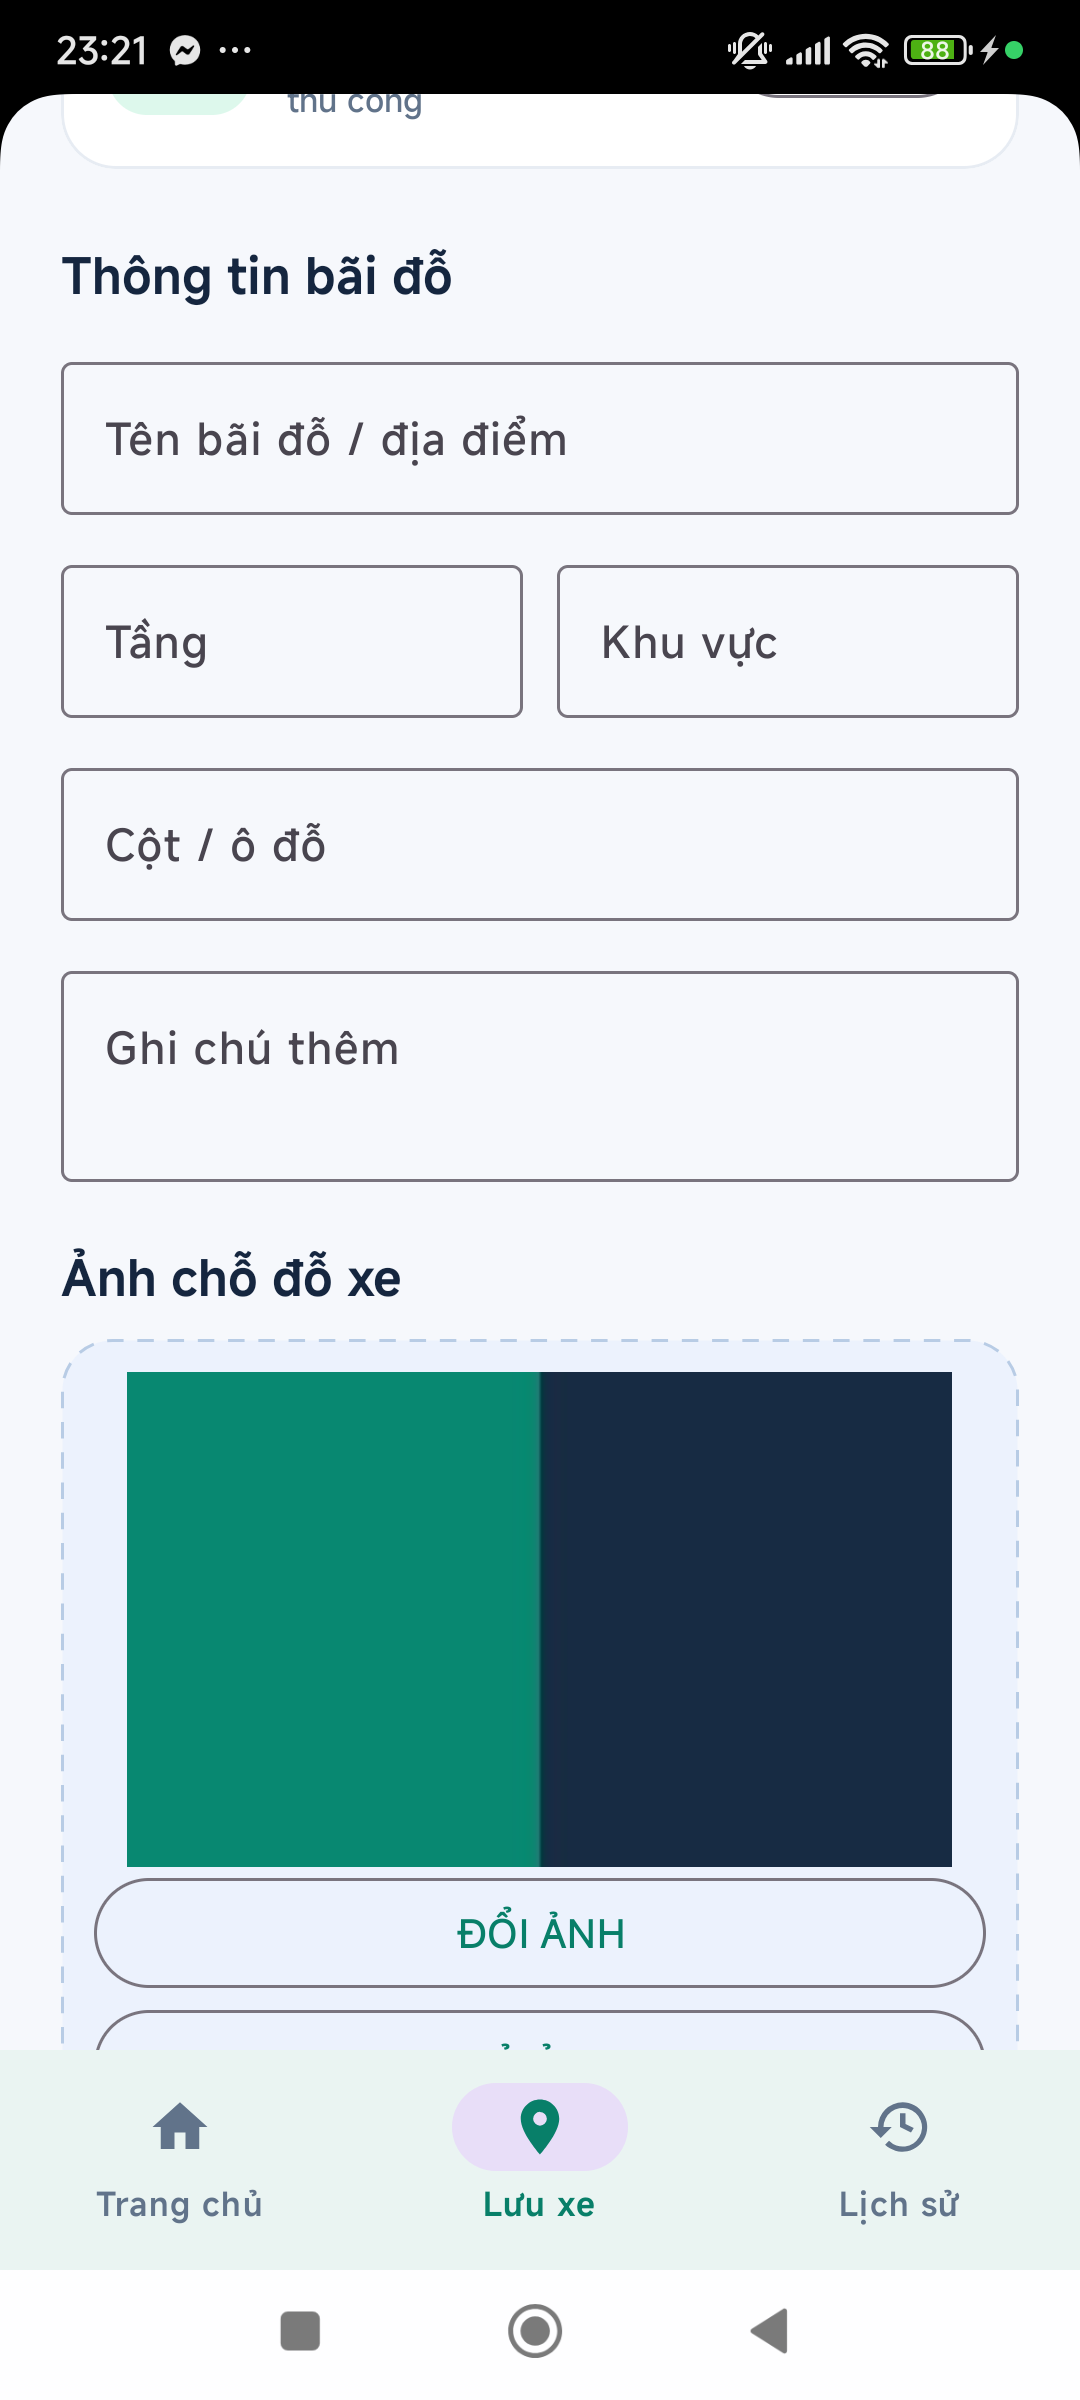 23:21
88
thủ công
Thông tin bãi đỗ
Tên bãi đỗ / địa điểm
Tầng
Khu vực
Cột / ô đỗ
Ghi chú thêm
Ảnh chỗ đỗ xe
ĐỔI ẢNH
Trang chủ
Lưu xe
Lịch sử